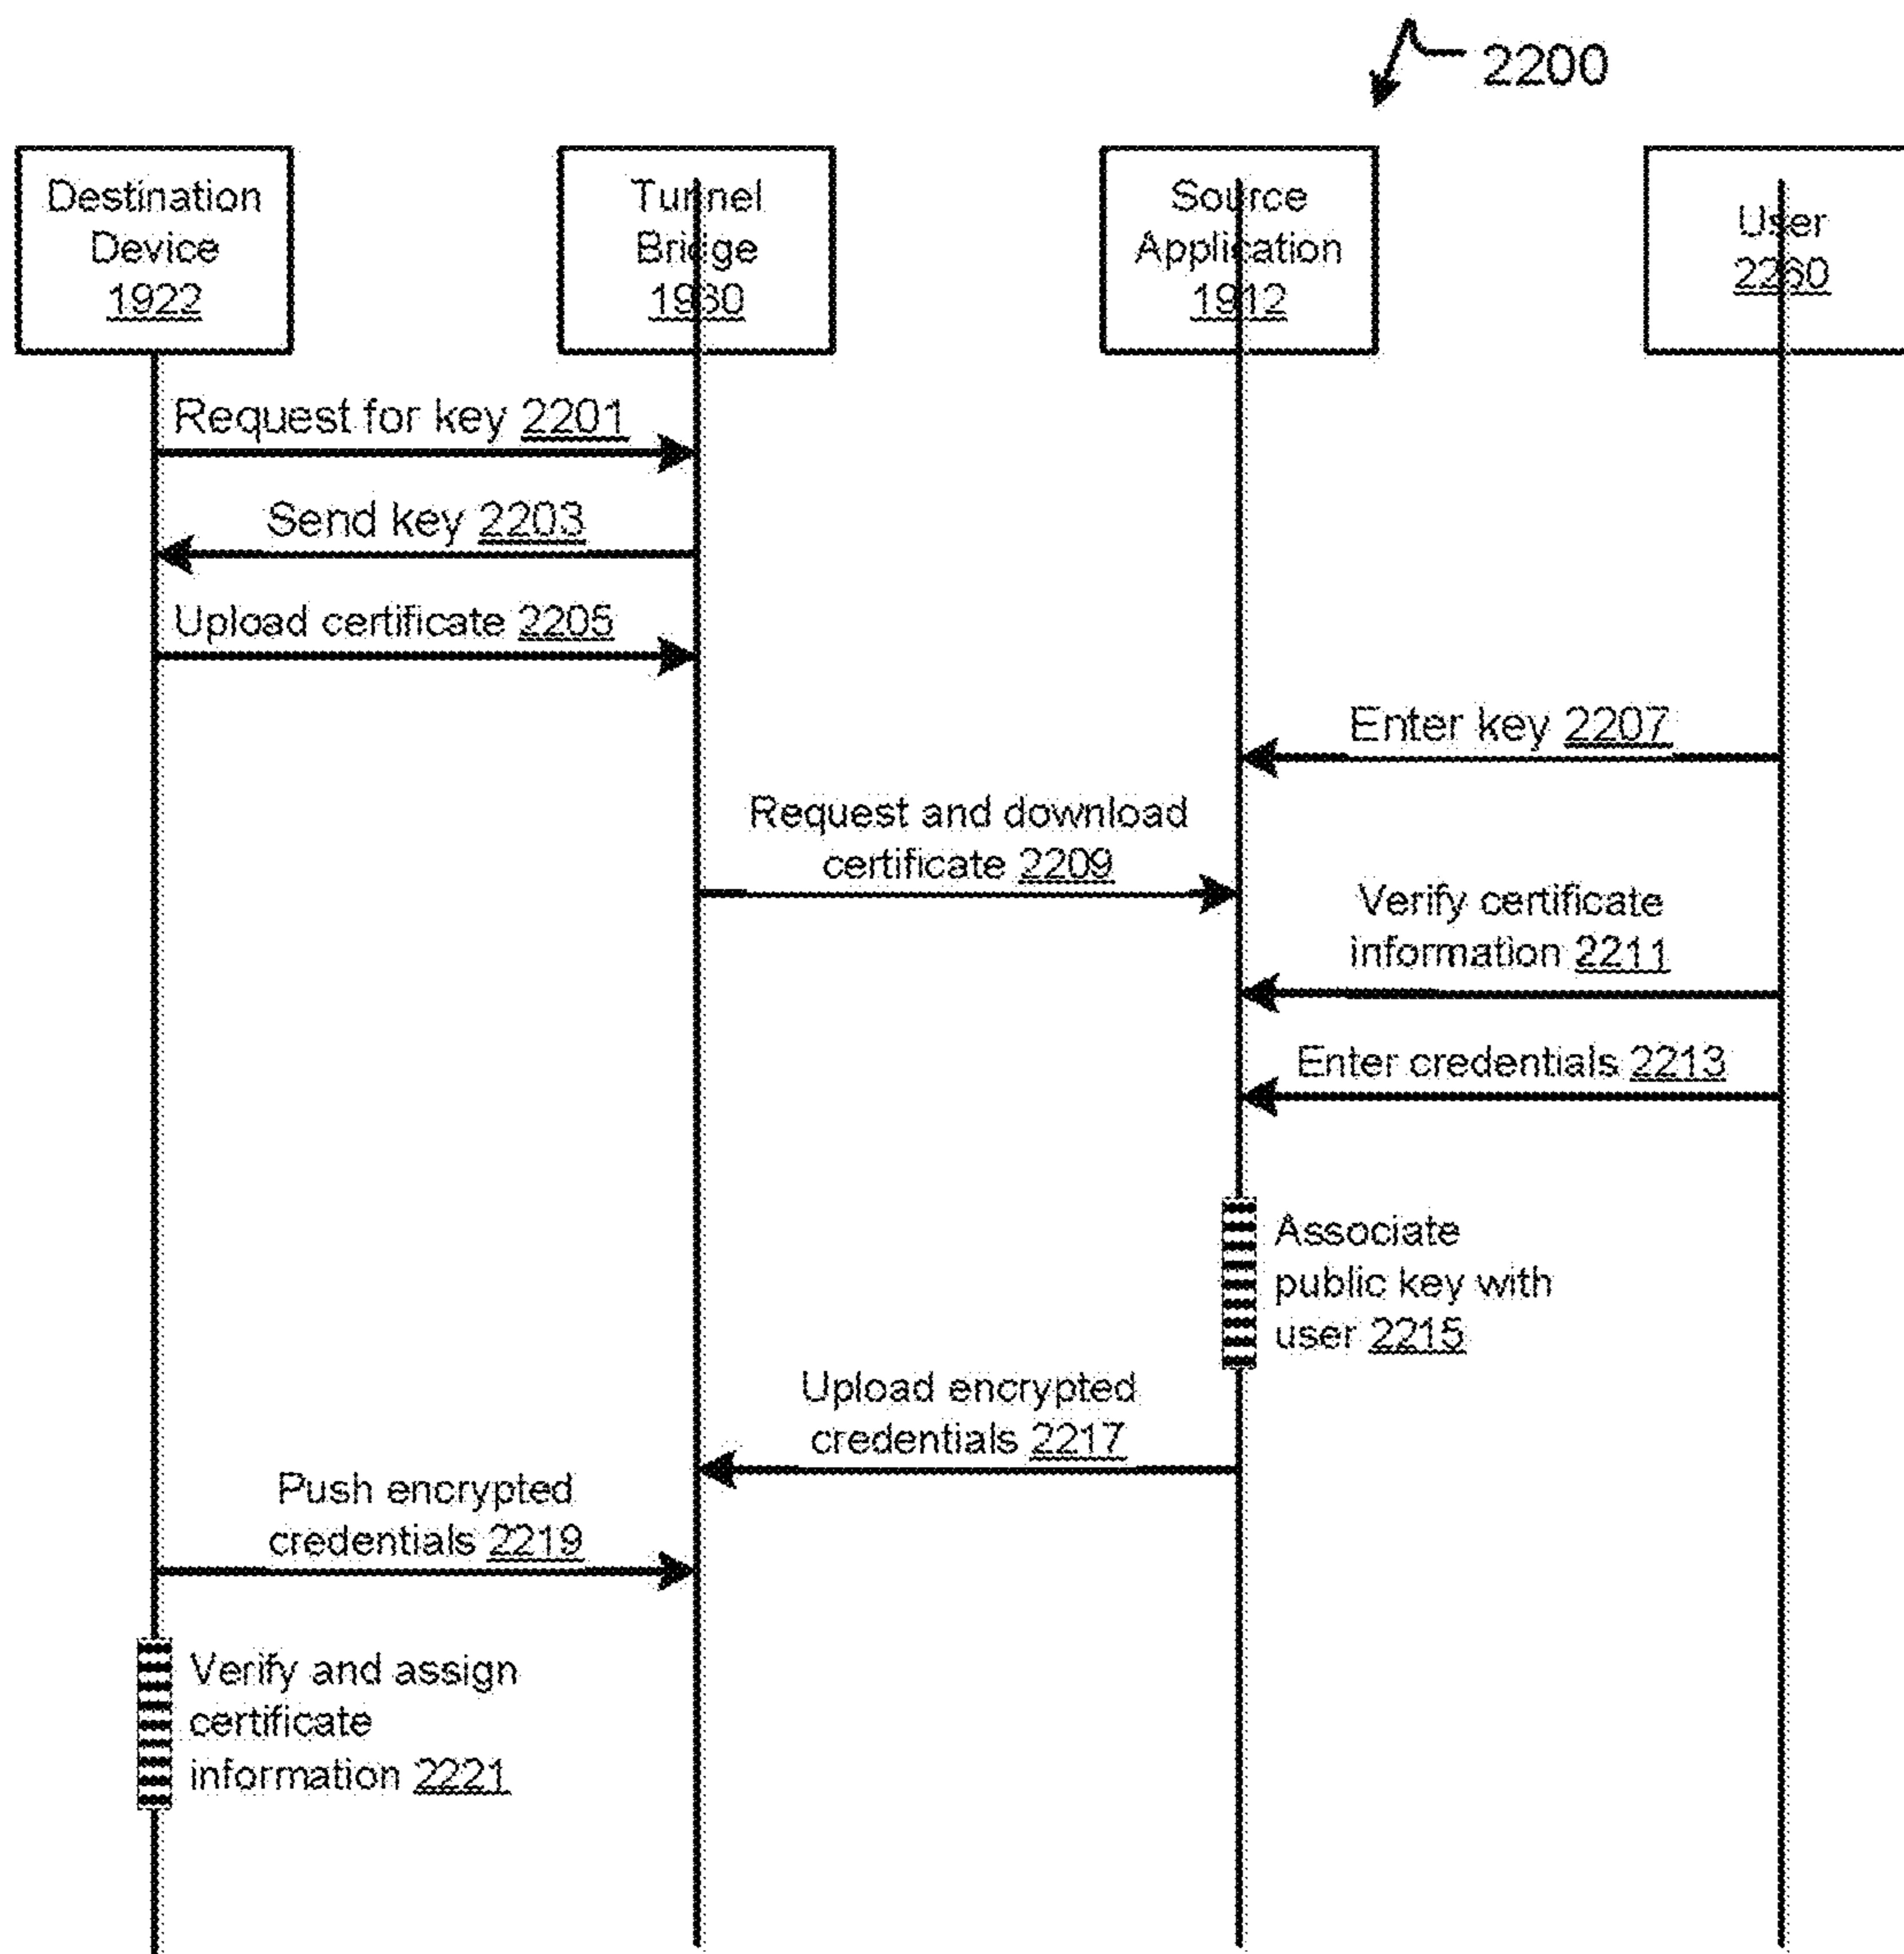 2200
Destination
Device
1922
Tunnel
Bridge
Source
Application
1912
User
Request for key 2201
Send key 2203
Upload certificate 2205
Enter key 2207
Request and download
certificate 2209
Verify certificate
information 2211
Enter credentials 2213
Associate
public key with
user 2215
Upload encrypted
credentials 2217
Push encrypted
credentials 2219
Verify and assign
certificate
information 2221